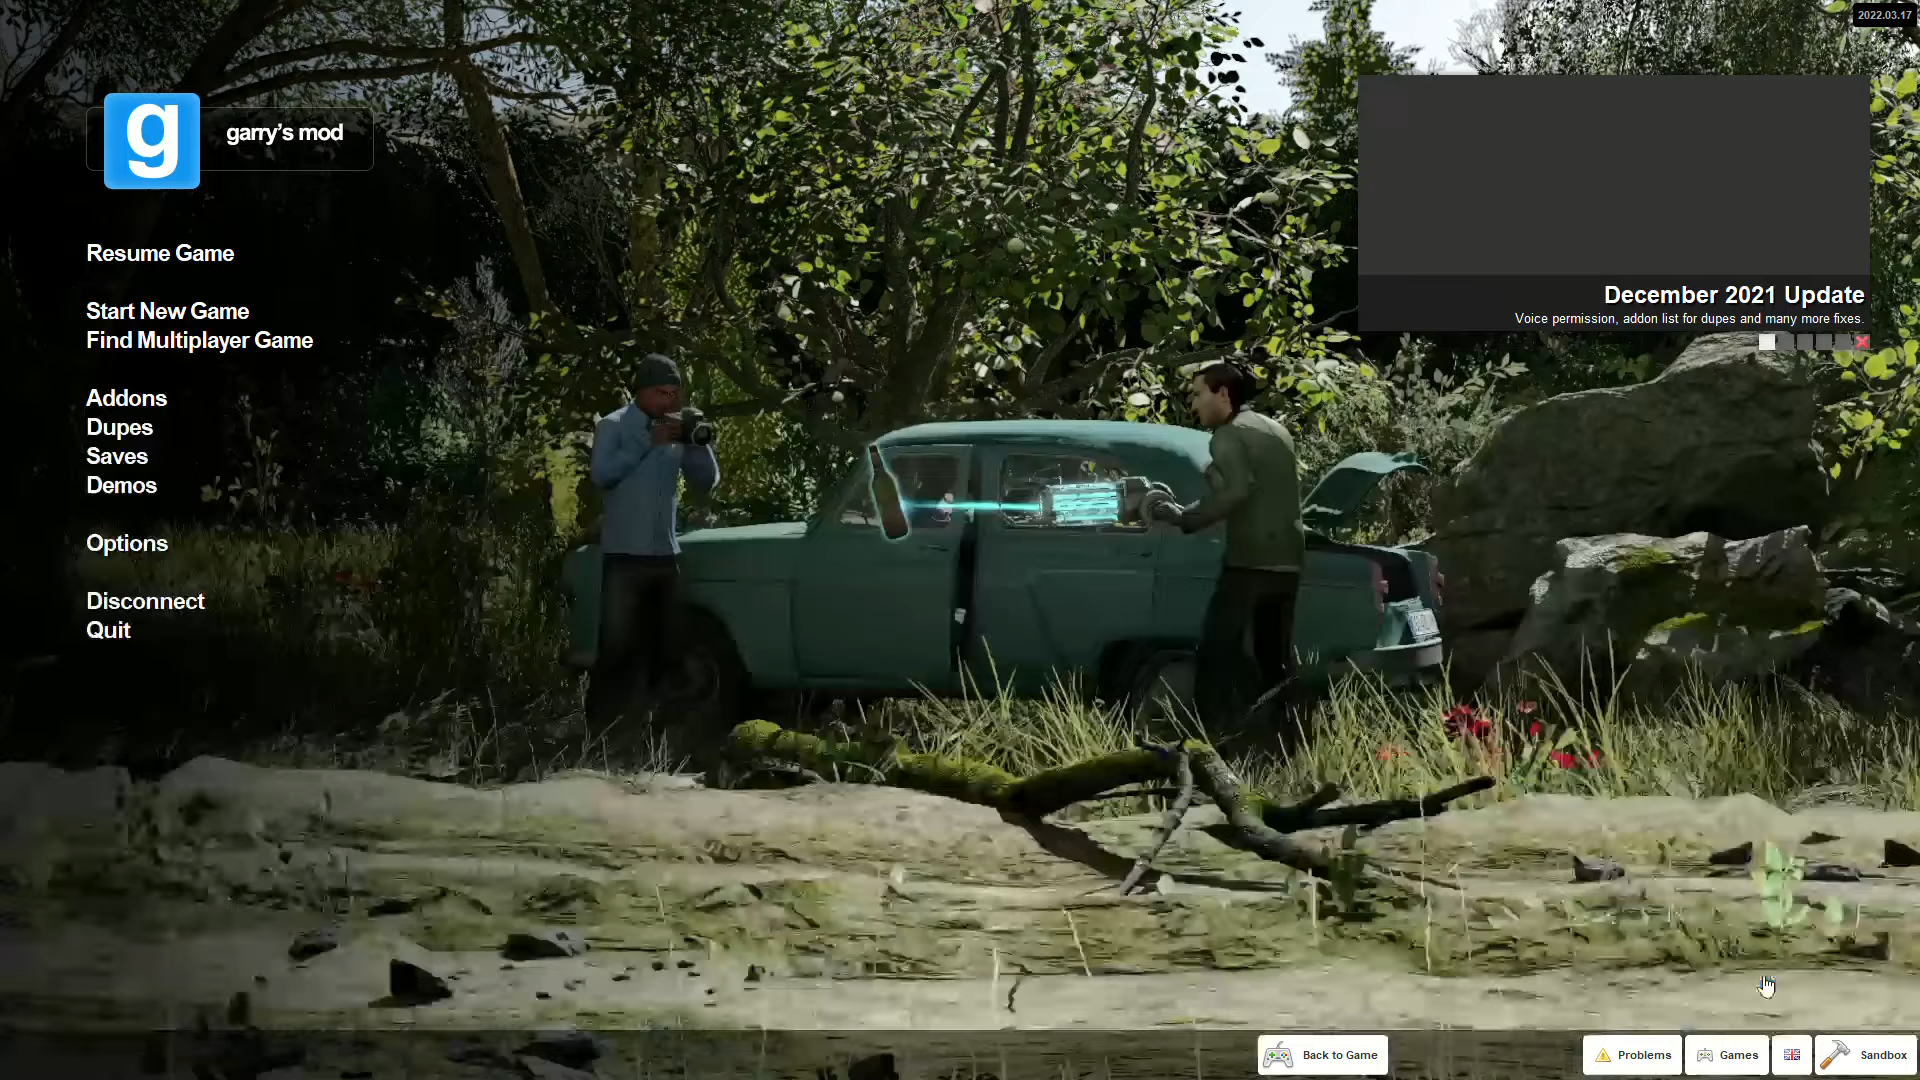 2022.03.17
g garry's mod
Resume Game
Start New Game
Find Multiplayer Game
Addons
Dupes
Saves
Demos
Options
Disconnect
Quit
December 2021 Update
Voice permission, addon list for dupes and many more fixes.
Back to Game
Problems
Games
Sandbox